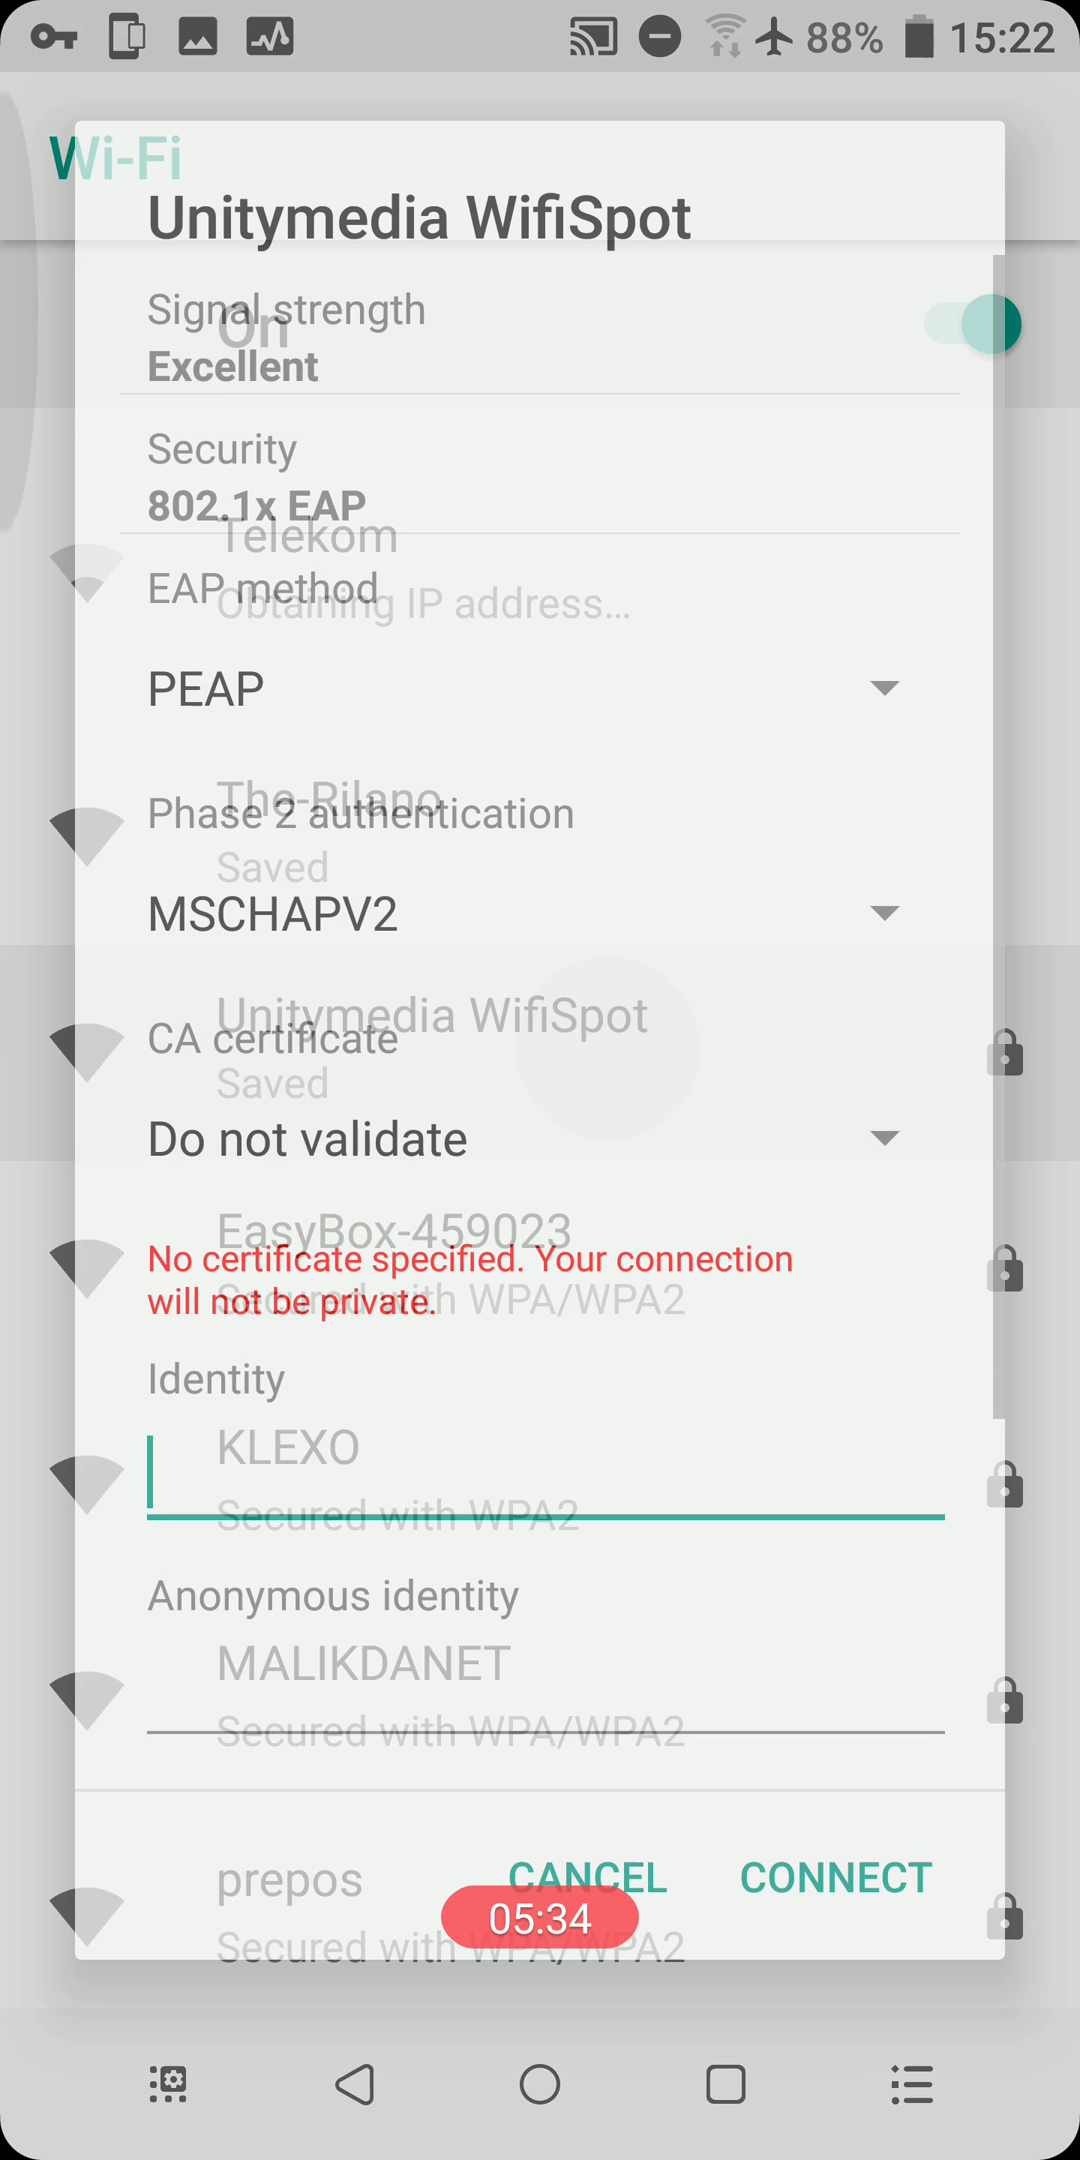 88% 15:22
Wi-Fi
Unitymedia WifiSpot
Signal strength
On
Excellent
Security
802.1x EAP
Telekom
EAP method
Obtaining IP address...
PEAP
The-Rilano
Phase 2 authentication
Saved
MSCHAPV2
Unitymedia WifiSpot
CA certificate
Saved
Do not validate
EasyBox-459023
No certificate specified. Your connection
will not be private.
Secured with WPA/WPA2
Identity
KLEXO
Secured with WPA2
Anonymous identity
MALIKDANET
Secured with WPA/WPA2
prepos
CANCEL CONNECT
05:34
Secured with WPA/WPA2